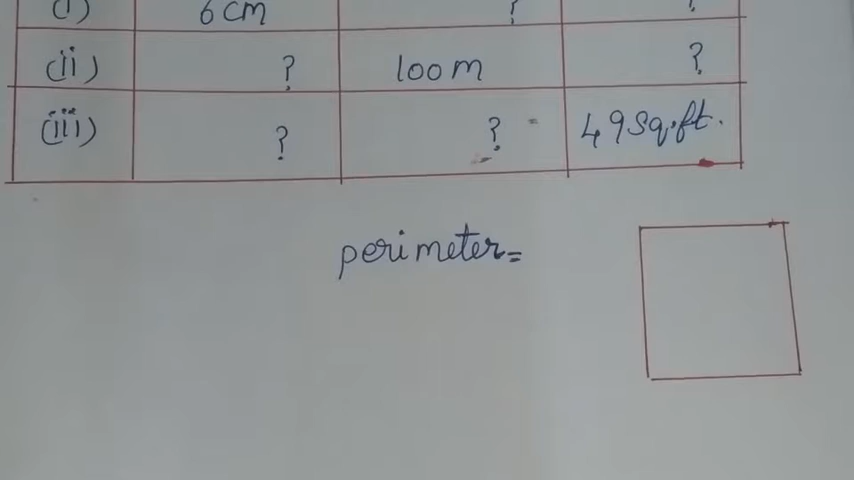 (i) 6 cm ? ?
(ii) ? 100 m ?
(iii) ? ? 49 sq.ft.
perimeter =